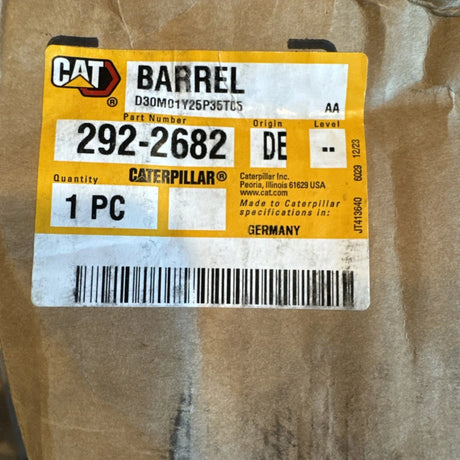 CAT
®
BARREL
D30M01Y25P35T05
AA
Part Number
Origin
Level
292-2682
DE
--
Quantity
CATERPILLAR®
1 PC
Caterpillar Inc.
Peoria, Illinois 61629 USA
www.cat.com
Made to Caterpillar
specifications in:
GERMANY
JT413640 6029 12/23